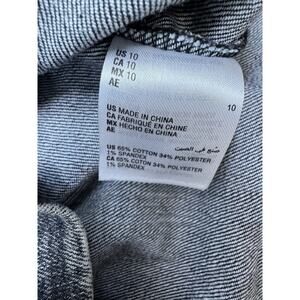 US 10
CA 10
MX 10
AE
10
US MADE IN CHINA
CA FABRIQUÉ EN CHINE
MX HECHO EN CHINA
AE صنع في الصين
US 65% COTTON 34% POLYESTER
1% SPANDEX
CA 65% COTON 34% POLYESTER
1% SPANDEX